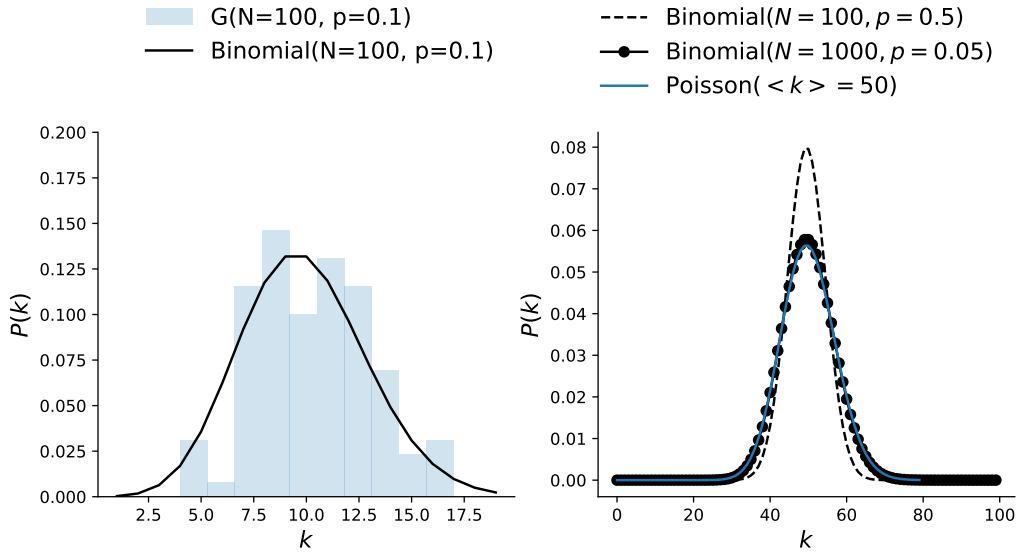 G(N=100, p=0.1)
Binomial(N=100, p=0.1)
Binomial(N = 100, p = 0.5)
Binomial(N = 1000, p = 0.05)
Poisson( < k > = 50)
0.200
0.175
0.150
0.125
0.100
0.075
0.050
0.025
0.000
P(k)
2.5 5.0 7.5 10.0 12.5 15.0 17.5
k
0.08
0.07
0.06
0.05
0.04
0.03
0.02
0.01
0.00
P(k)
0 20 40 60 80 100
k